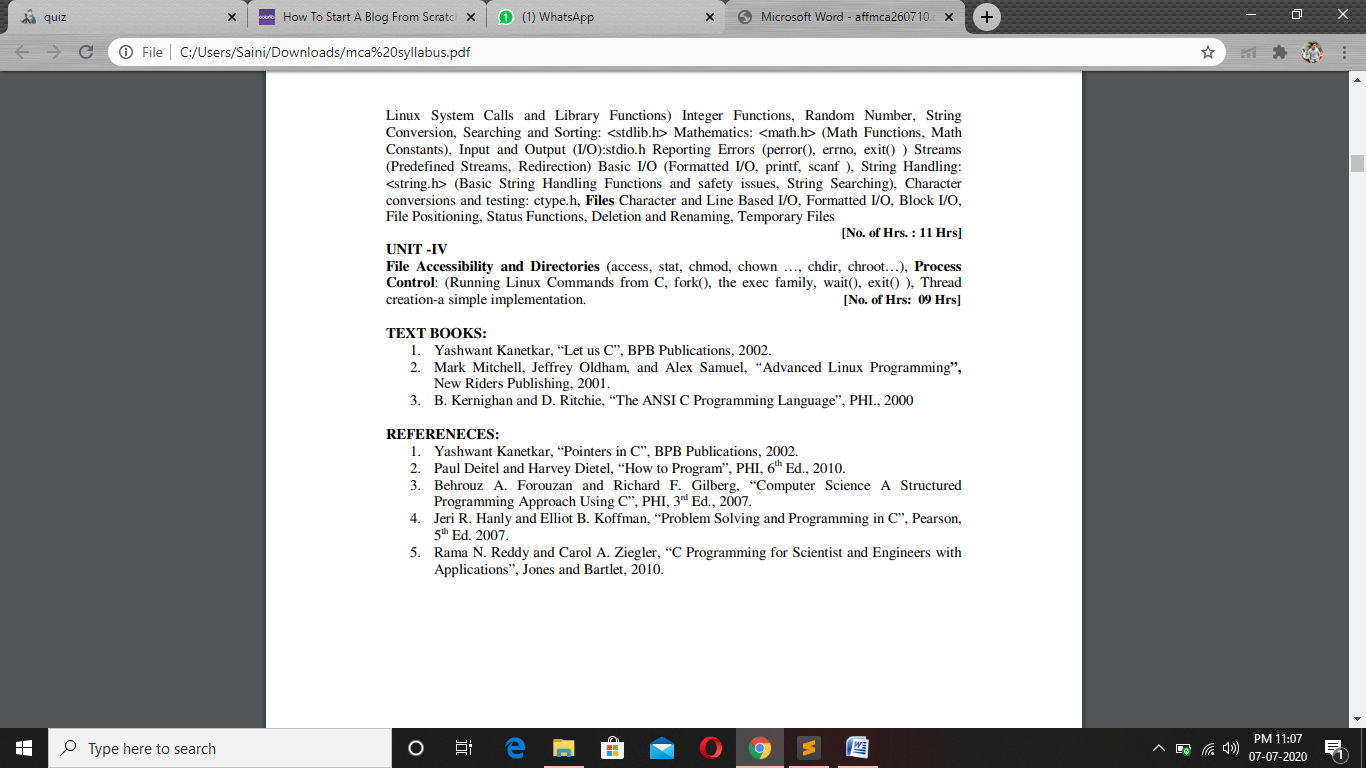 quiz
How To Start A Blog From Scratc
(1) WhatsApp
Microsoft Word - affmca260710.
File
C:/Users/Saini/Downloads/mca%20syllabus.pdf
Linux System Calls and Library Functions) Integer Functions, Random Number, String
Conversion, Searching and Sorting: <stdlib.h> Mathematics: <math.h> (Math Functions, Math
Constants), Input and Output (I/O):stdio.h Reporting Errors (perror(), errno, exit() ) Streams
(Predefined Streams, Redirection) Basic I/O (Formatted I/O, printf, scanf ), String Handling:
<string.h> (Basic String Handling Functions and safety issues, String Searching), Character
conversions and testing: ctype.h, Files Character and Line Based I/O, Formatted I/O, Block I/O,
File Positioning, Status Functions, Deletion and Renaming, Temporary Files
[No. of Hrs. : 11 Hrs]
UNIT -IV
File Accessibility and Directories (access, stat, chmod, chown …, chdir, chroot…), Process
Control: (Running Linux Commands from C, fork(), the exec family, wait(), exit() ), Thread
creation-a simple implementation. [No. of Hrs: 09 Hrs]
TEXT BOOKS:
1. Yashwant Kanetkar, “Let us C”, BPB Publications, 2002.
2. Mark Mitchell, Jeffrey Oldham, and Alex Samuel, “Advanced Linux Programming”,
New Riders Publishing, 2001.
3. B. Kernighan and D. Ritchie, “The ANSI C Programming Language”, PHI., 2000
REFERENECES:
1. Yashwant Kanetkar, “Pointers in C”, BPB Publications, 2002.
2. Paul Deitel and Harvey Dietel, “How to Program”, PHI, 6th Ed., 2010.
3. Behrouz A. Forouzan and Richard F. Gilberg, “Computer Science A Structured
Programming Approach Using C”, PHI, 3rd Ed., 2007.
4. Jeri R. Hanly and Elliot B. Koffman, “Problem Solving and Programming in C”, Pearson,
5th Ed. 2007.
5. Rama N. Reddy and Carol A. Ziegler, “C Programming for Scientist and Engineers with
Applications”, Jones and Bartlet, 2010.
Type here to search
PM 11:07
07-07-2020
1